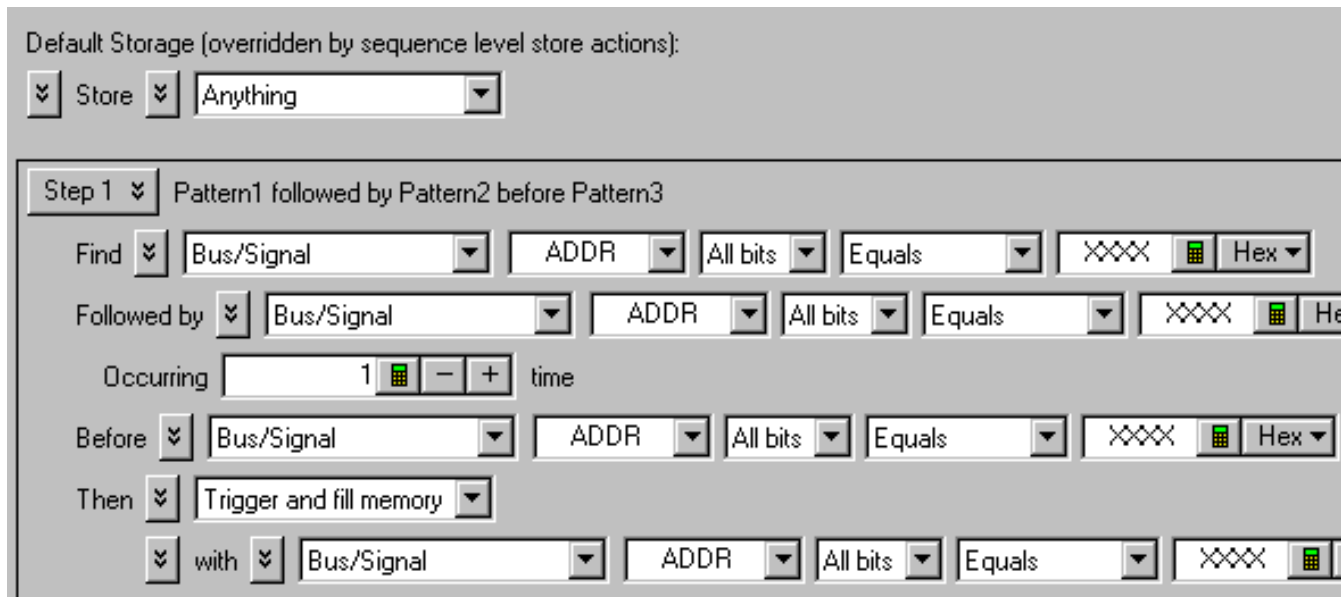 Default Storage (overridden by sequence level store actions):
Store Anything
Step 1 Pattern1 followed by Pattern2 before Pattern3
Find Bus/Signal ADDR All bits Equals XXXX Hex
Followed by Bus/Signal ADDR All bits Equals XXXX He
Occurring 1 − + time
Before Bus/Signal ADDR All bits Equals XXXX Hex
Then Trigger and fill memory
with Bus/Signal ADDR All bits Equals XXXX